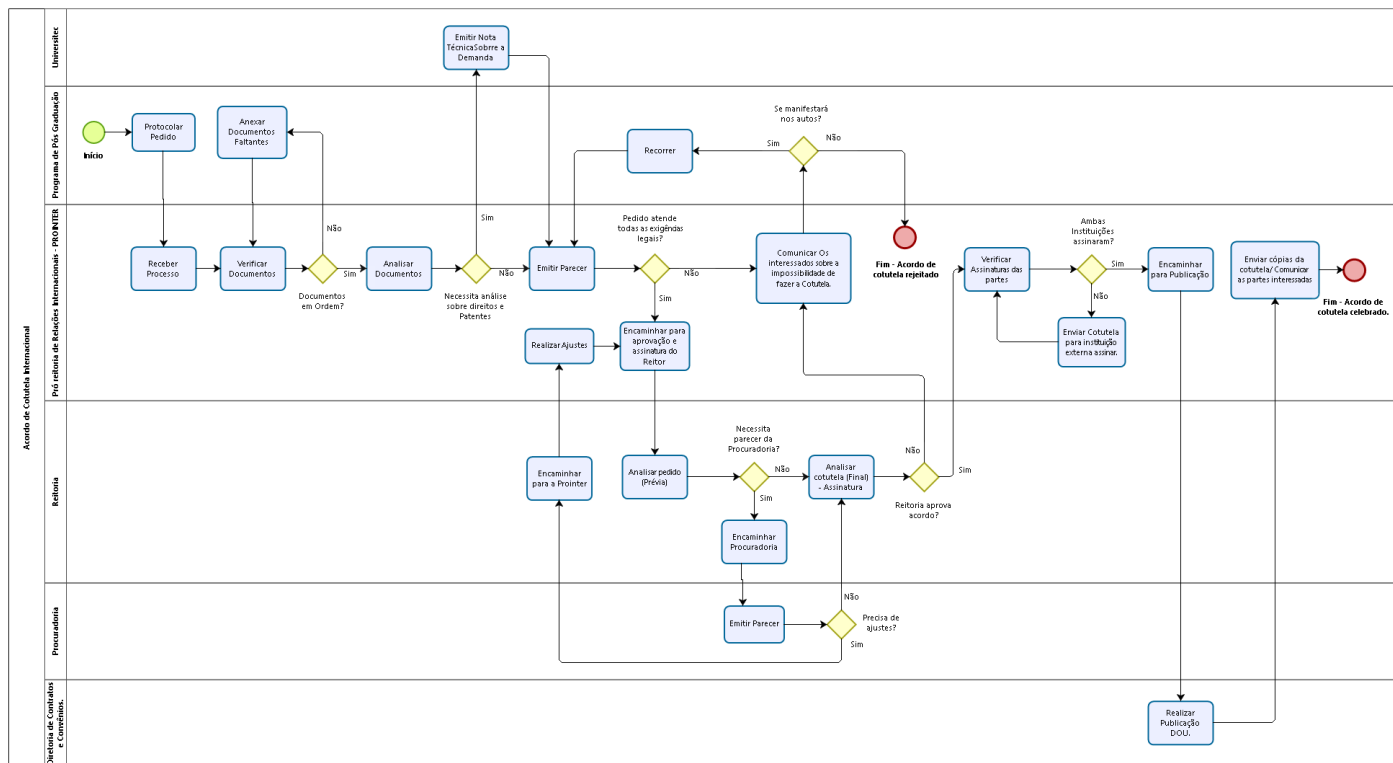 Acordo de Cotutela Internacional
Universitec
Emitir Nota
TécnicaSobrre a
Demanda
Programa de Pós Graduação
Início
Protocolar
Pedido
Anexar
Documentos
Faltantes
Recorrer
Se manifestará
nos autos?
Sim
Não
Pró reitoria de Relações Internacionais - PROINTER
Receber
Processo
Verificar
Documentos
Não
Sim
Documentos
em Ordem?
Analisar
Documentos
Sim
Não
Necessita análise
sobre direitos e
Patentes
Emitir Parecer
Pedido atende
todas as exigências
legais?
Não
Sim
Realizar Ajustes
Encaminhar para
aprovação e
assinatura do
Reitor
Comunicar Os
interessados sobre a
impossibilidade de
fazer a Cotutela.
Fim - Acordo de
cotutela rejeitado
Verificar
Assinaturas das
partes
Ambas
Instituições
assinaram?
Sim
Não
Enviar Cotutela
para instituição
externa assinar.
Encaminhar
para Publicação
Enviar cópias da
cotutela/ Comunicar
as partes interessadas
Fim - Acordo de
cotutela celebrado.
Reitoria
Encaminhar
para a Prointer
Analisar pedido
(Prévia)
Necessita
parecer da
Procuradoria?
Não
Sim
Encaminhar
Procuradoria
Analisar
cotutela (Final)
- Assinatura
Não
Sim
Reitoria aprova
acordo?
Procuradoria
Emitir Parecer
Não
Precisa de
ajustes?
Sim
Diretoria de Contratos
e Convênios.
Realizar
Publicação
DOU.